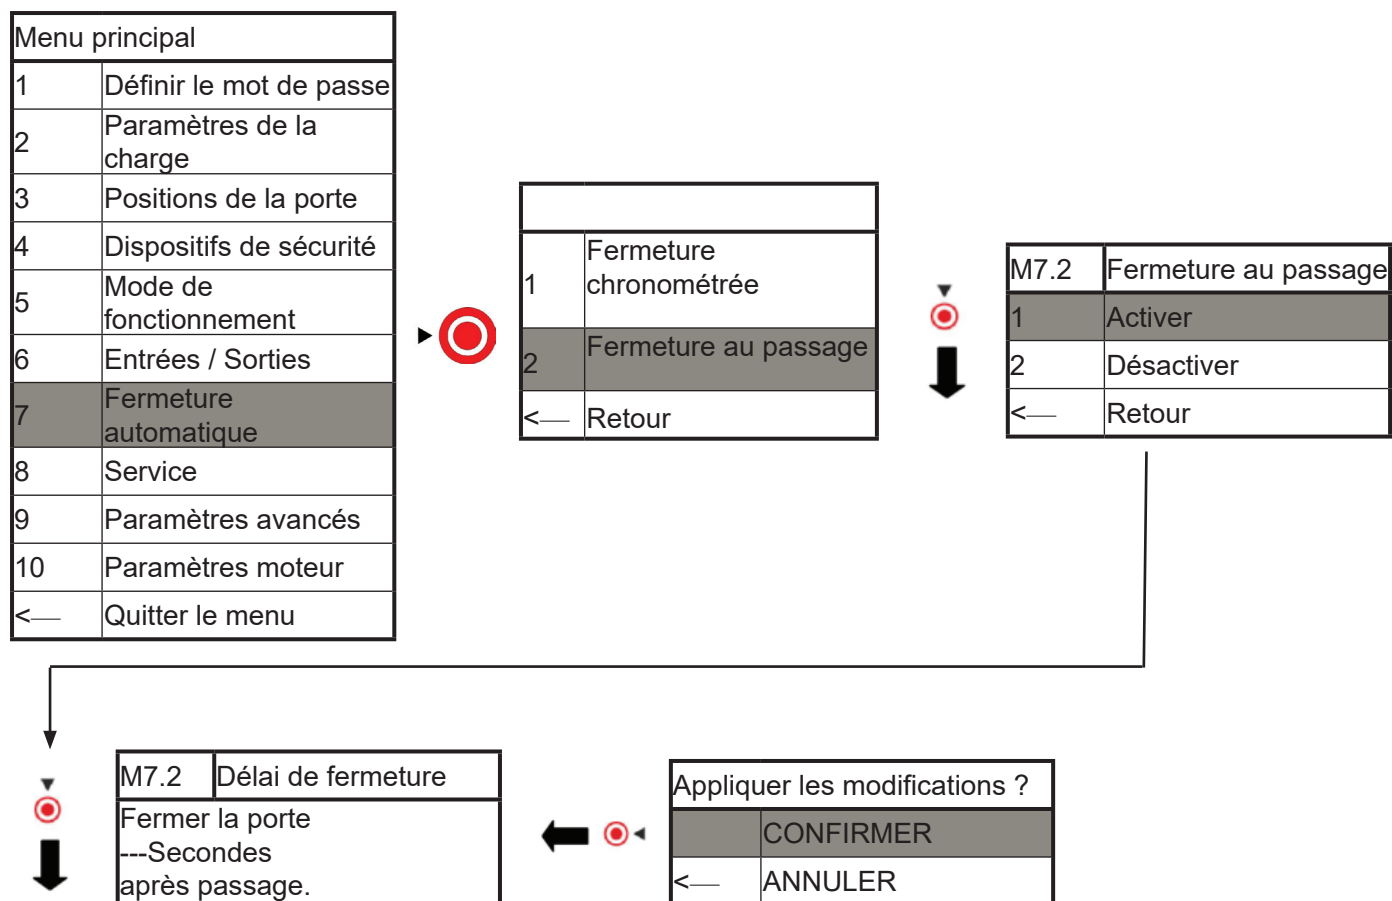 Menu principal
1 Définir le mot de passe
2 Paramètres de la
charge
3 Positions de la porte
4 Dispositifs de sécurité
5 Mode de
fonctionnement
6 Entrées / Sorties
7 Fermeture
automatique
8 Service
9 Paramètres avancés
10 Paramètres moteur
<— Quitter le menu
1 Fermeture
chronométrée
2 Fermeture au passage
<— Retour
M7.2 Fermeture au passage
1 Activer
2 Désactiver
<— Retour
M7.2 Délai de fermeture
Fermer la porte
---Secondes
après passage.
Appliquer les modifications ?
CONFIRMER
<— ANNULER